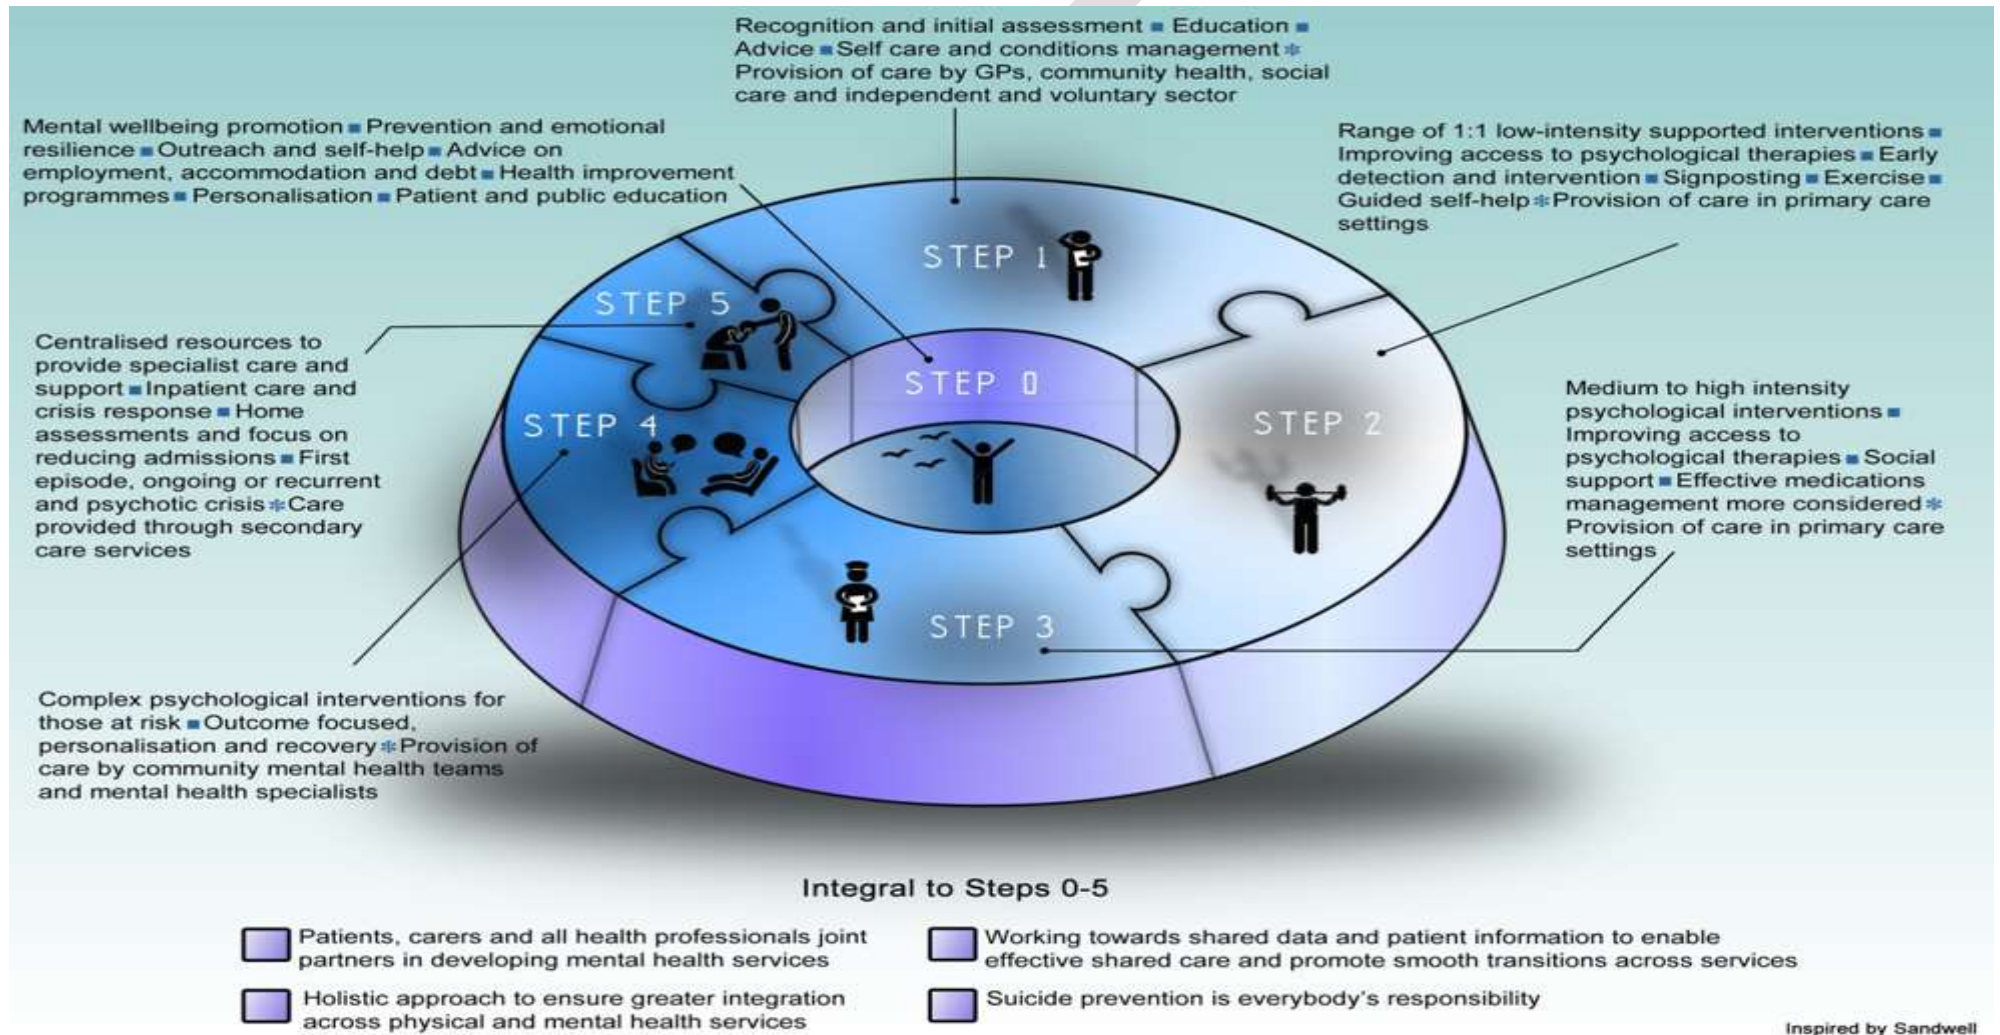 Recognition and initial assessment ■ Education ■
Advice ■ Self care and conditions management *
Provision of care by GPs, community health, social
care and independent and voluntary sector
Mental wellbeing promotion ■ Prevention and emotional
resilience ■ Outreach and self-help ■ Advice on
employment, accommodation and debt ■ Health improvement
programmes ■ Personalisation ■ Patient and public education
Range of 1:1 low-intensity supported interventions ■
Improving access to psychological therapies ■ Early
detection and intervention ■ Signposting ■ Exercise ■
Guided self-help * Provision of care in primary care
settings
STEP 1
STEP 5
STEP 0
STEP 4
STEP 2
STEP 3
Centralised resources to
provide specialist care and
support ■ Inpatient care and
crisis response ■ Home
assessments and focus on
reducing admissions ■ First
episode, ongoing or recurrent
and psychotic crisis * Care
provided through secondary
care services
Medium to high intensity
psychological interventions ■
Improving access to
psychological therapies ■ Social
support ■ Effective medications
management more considered *
Provision of care in primary care
settings
Complex psychological interventions for
those at risk ■ Outcome focused,
personalisation and recovery * Provision of
care by community mental health teams
and mental health specialists
Integral to Steps 0-5
Patients, carers and all health professionals joint
partners in developing mental health services
Working towards shared data and patient information to enable
effective shared care and promote smooth transitions across services
Holistic approach to ensure greater integration
across physical and mental health services
Suicide prevention is everybody's responsibility
Inspired by Sandwell